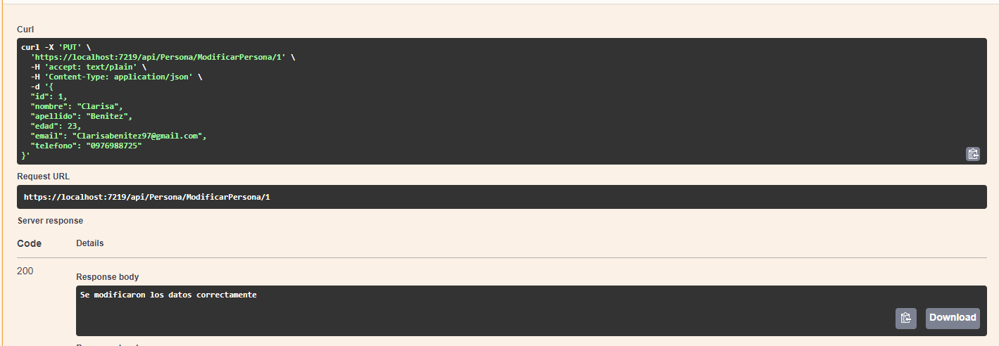 Curl
curl -X 'PUT' \
'https://localhost:7219/api/Persona/ModificarPersona/1' \
-H 'accept: text/plain' \
-H 'Content-Type: application/json' \
-d '{
"id": 1,
"nombre": "Clarisa",
"apellido": "Benitez",
"edad": 23,
"email": "Clarisabenitez97@gmail.com",
"telefono": "0976988725"
}'
Request URL
https://localhost:7219/api/Persona/ModificarPersona/1
Server response
Code Details
200
Response body
Se modificaron los datos correctamente
Download